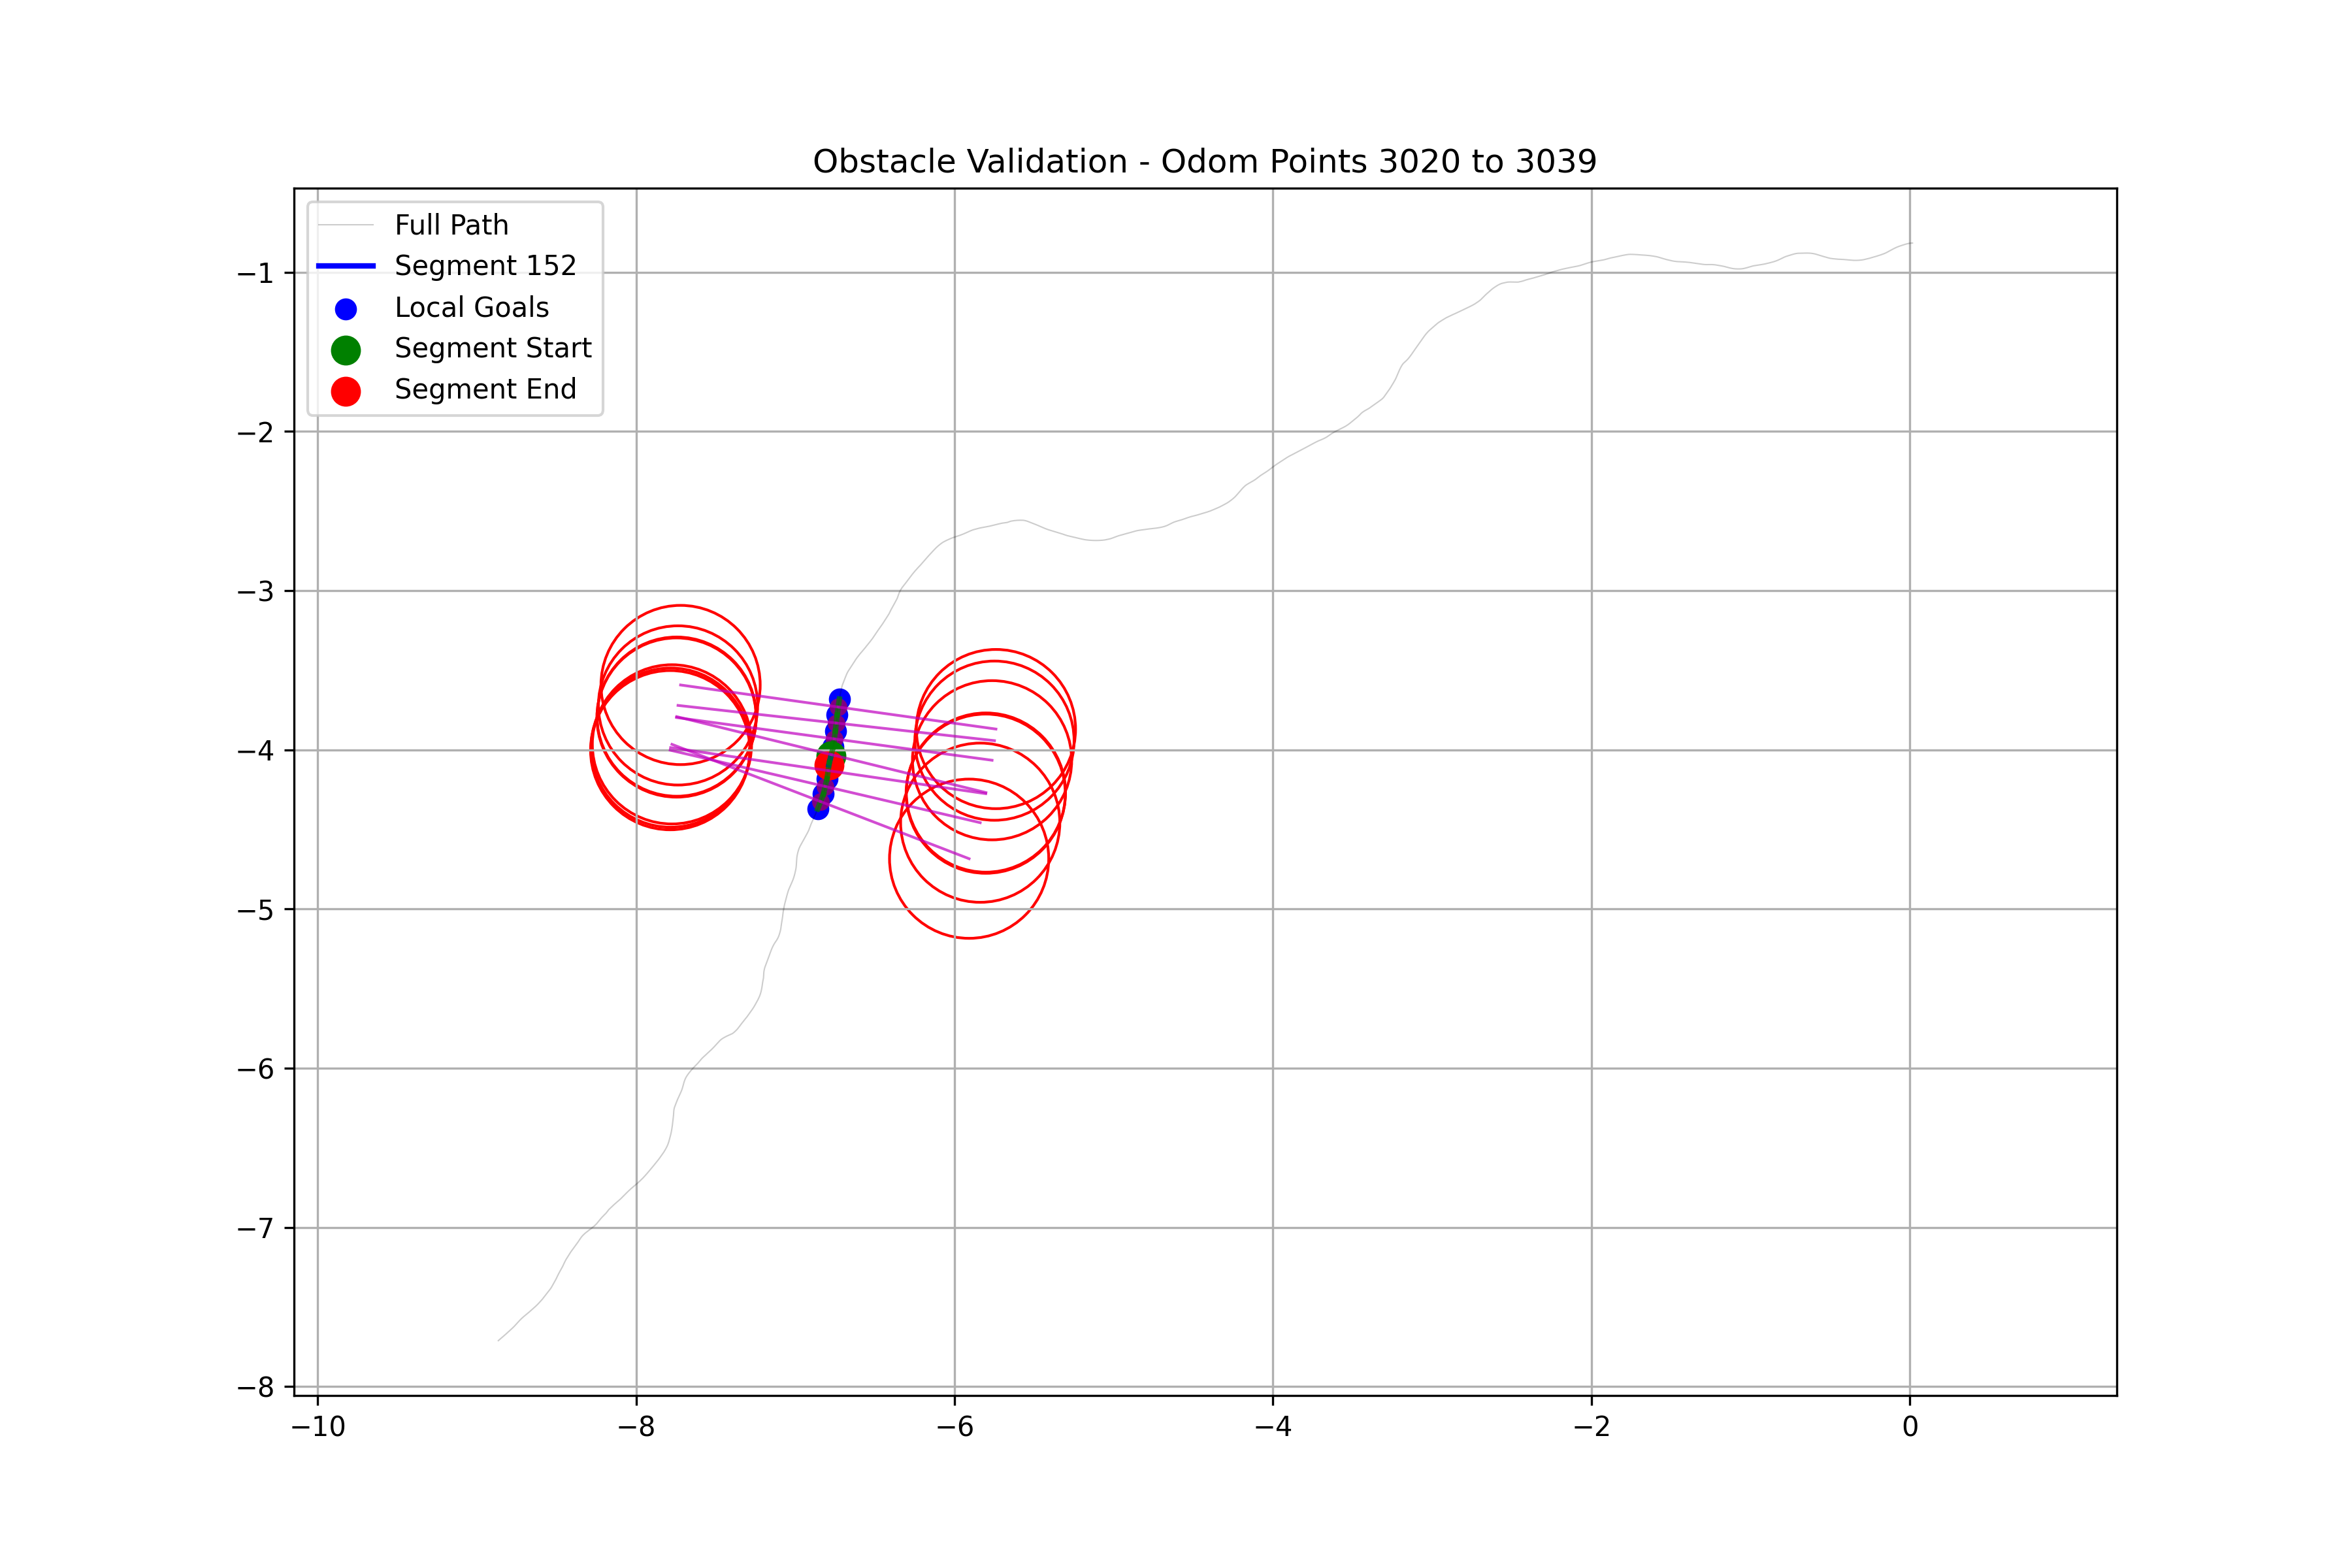 Obstacle Validation - Odom Points 3020 to 3039
Full Path
Segment 152
Local Goals
Segment Start
Segment End
−1
−2
−3
−4
−5
−6
−7
−8
−10
−8
−6
−4
−2
0